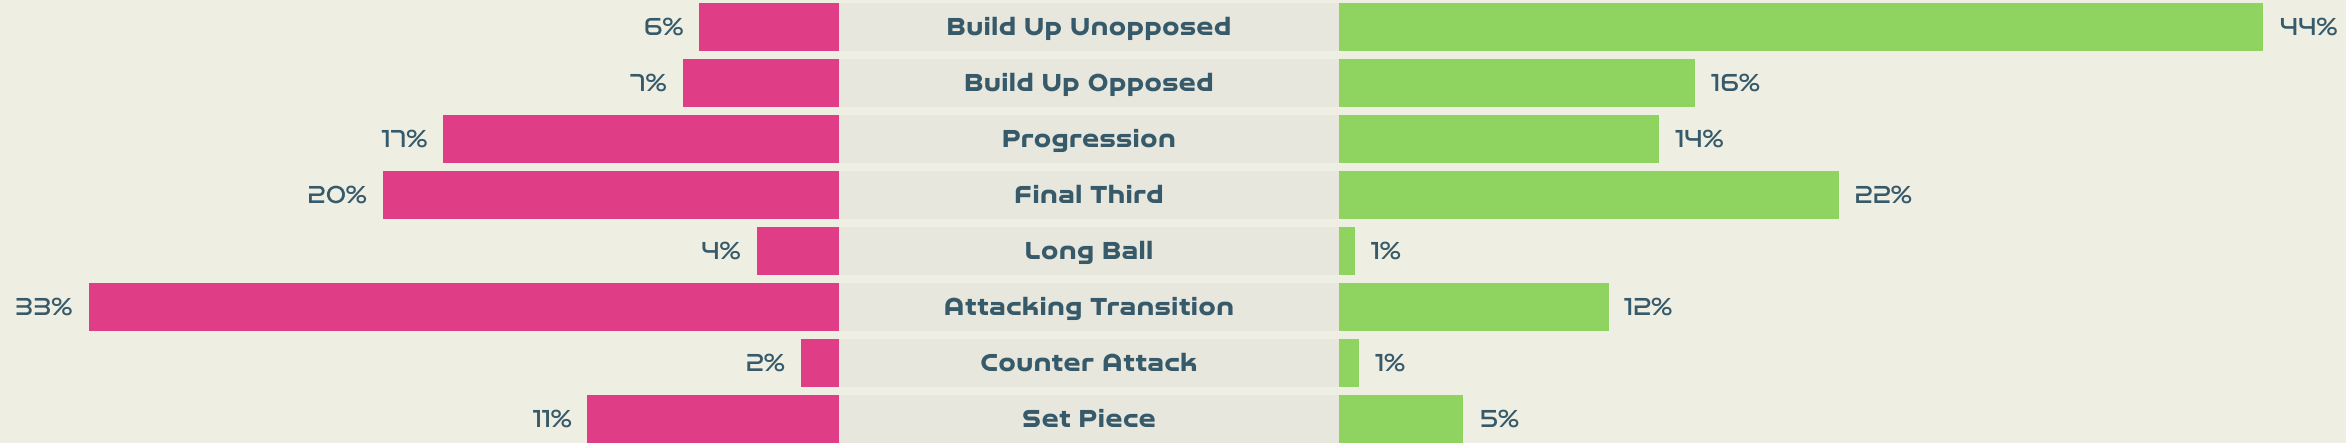 6% Build Up Unopposed 44%
7% Build Up Opposed 16%
17% Progression 14%
20% Final Third 22%
4% Long Ball 1%
33% Attacking Transition 12%
2% Counter Attack 1%
11% Set Piece 5%